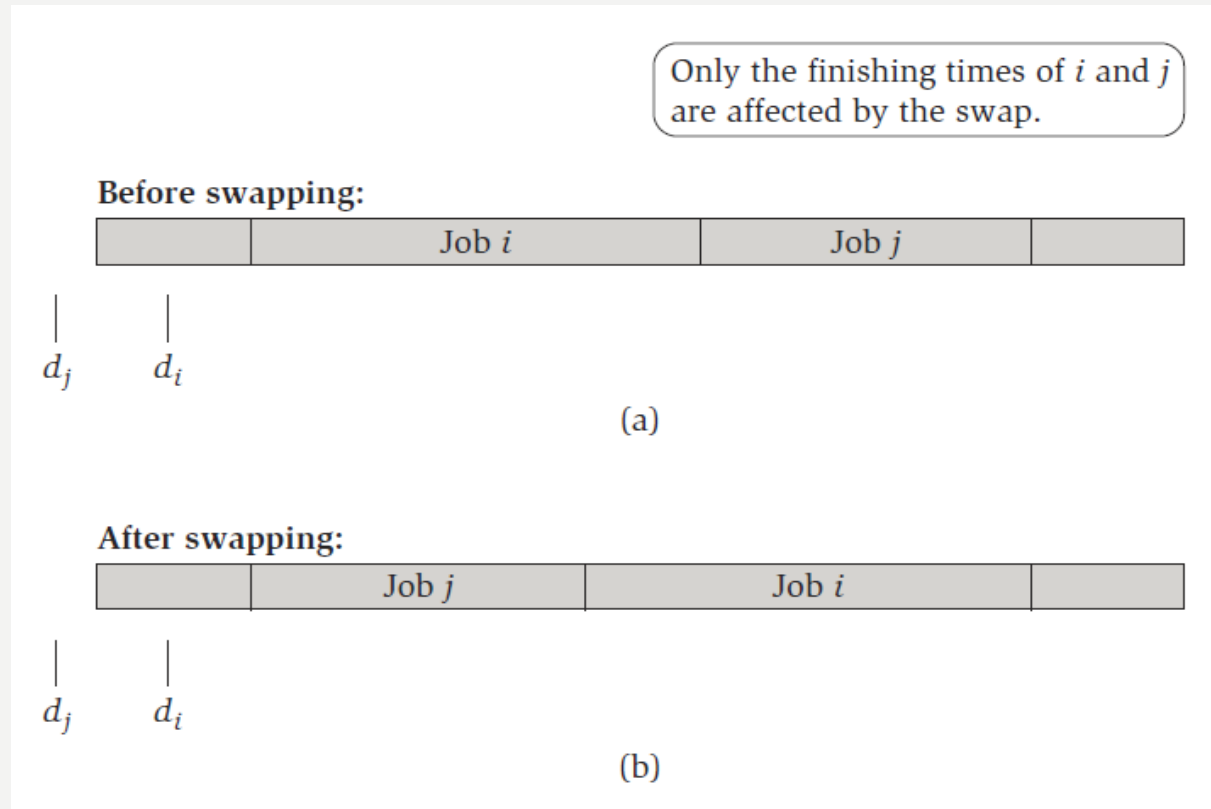 Only the finishing times of i and j
are affected by the swap.
Before swapping:
Job i Job j
d_j d_i
(a)
After swapping:
Job j Job i
d_j d_i
(b)